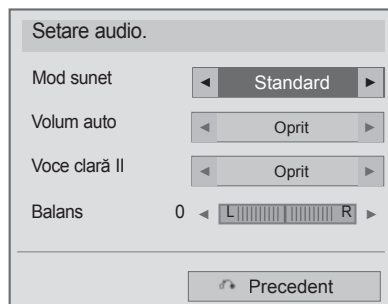 Setare audio.
Mod sunet ◄ Standard ►
Volum auto ◄ Oprit ►
Voce clară II ◄ Oprit ►
Balans 0 ◄ L R ►
Precedent